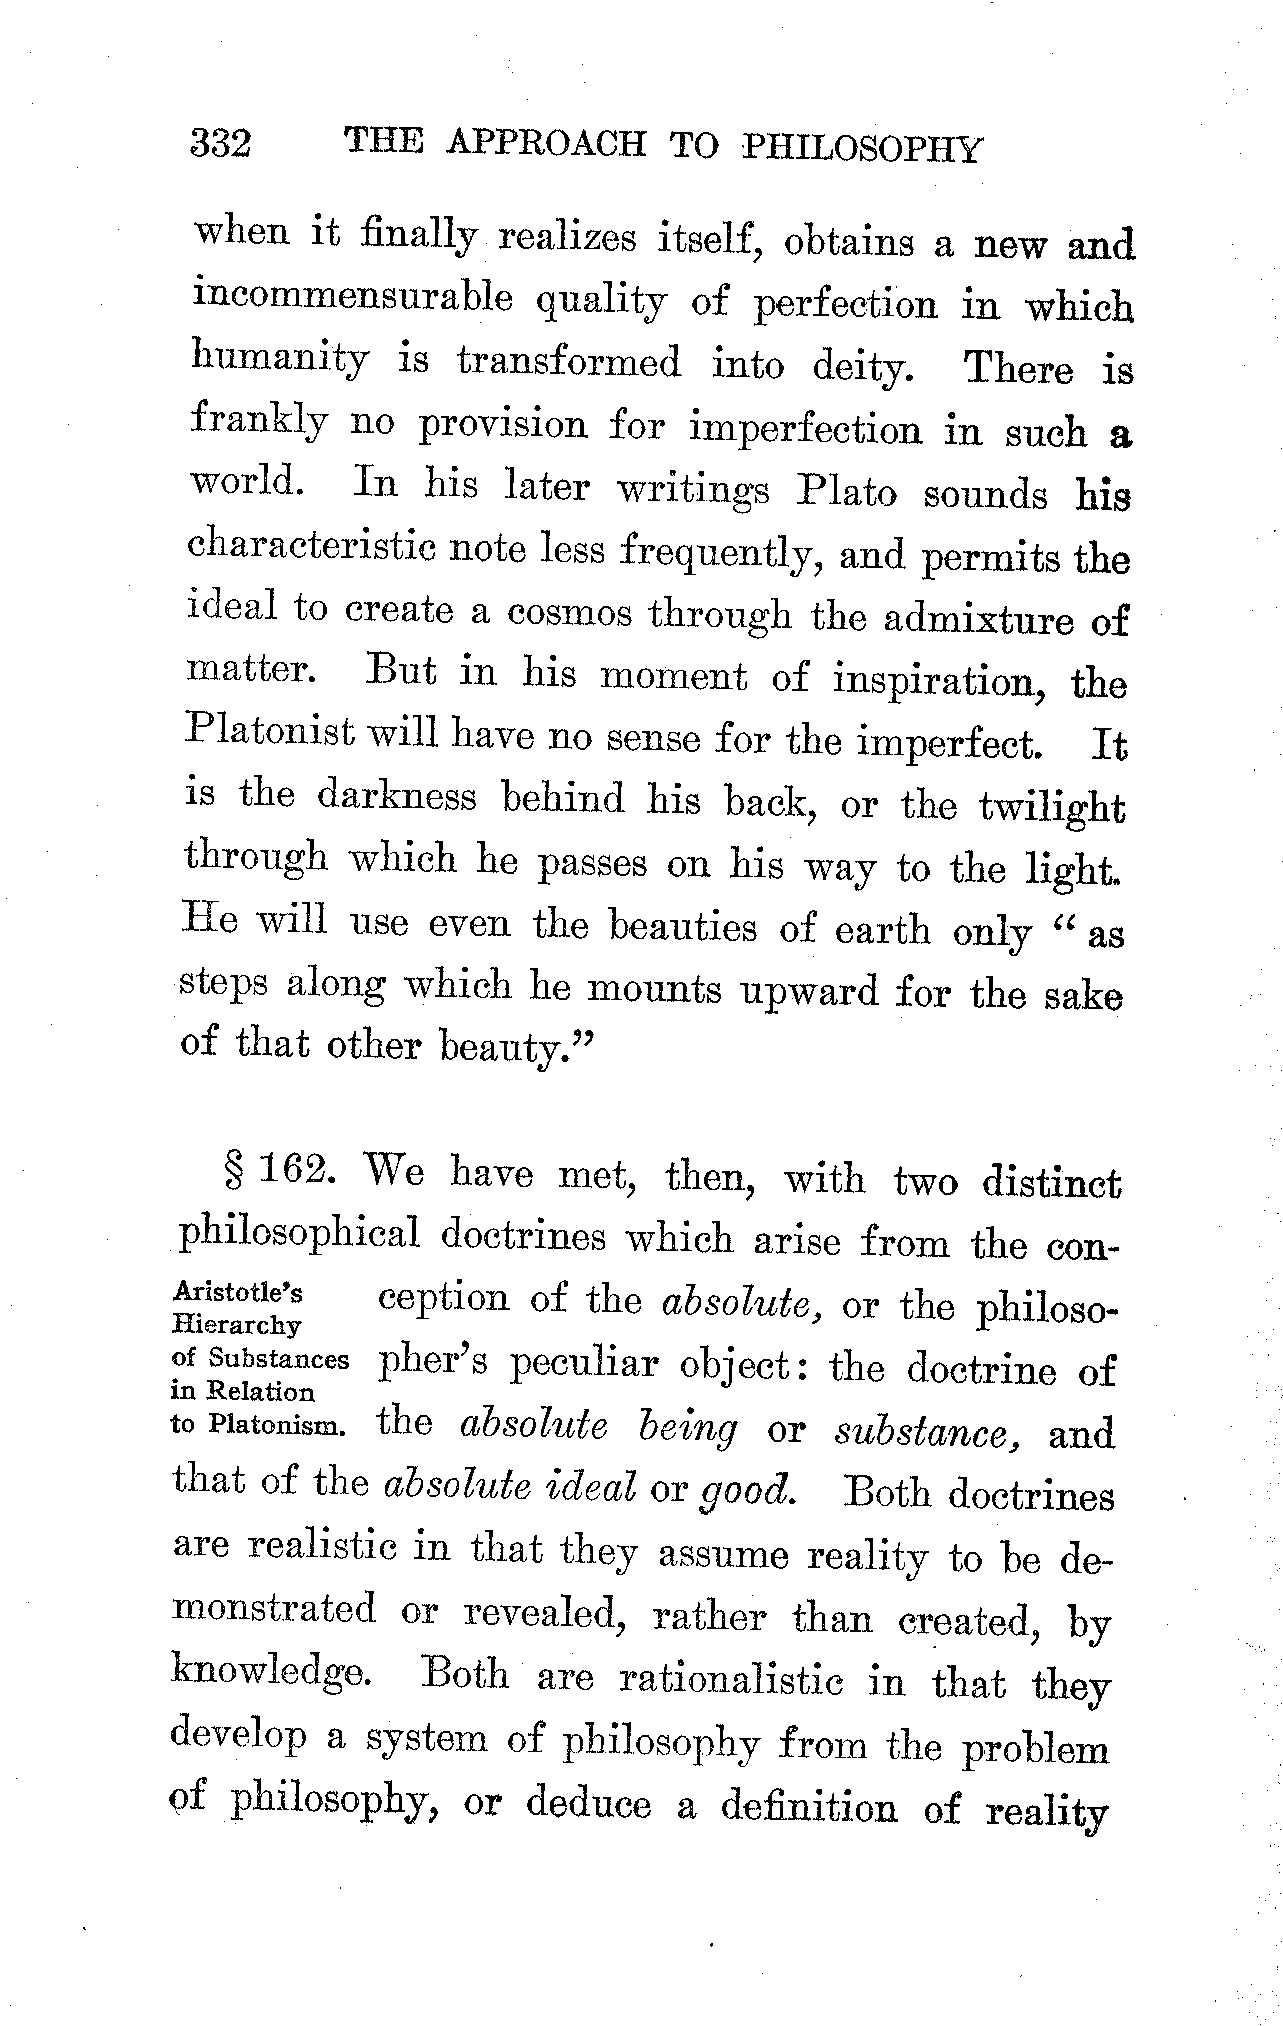 332 THE APPROACH TO PHILOSOPHY
when it finally realizes itself, obtains a new and
incommensurable quality of perfection in which
humanity is transformed into deity. There is
frankly no provision for imperfection in such a
world. In his later writings Plato sounds his
characteristic note less frequently, and permits the
ideal to create a cosmos through the admixture of
matter. But in his moment of inspiration, the
Platonist will have no sense for the imperfect. It
is the darkness behind his back, or the twilight
through which he passes on his way to the light.
He will use even the beauties of earth only “ as
steps along which he mounts upward for the sake
of that other beauty.”
§ 162. We have met, then, with two distinct
philosophical doctrines which arise from the con-
Aristotle’s
Hierarchy
of Substances
in Relation
to Platonism.
ception of the absolute, or the philoso-
pher’s peculiar object: the doctrine of
the absolute being or substance, and
that of the absolute ideal or good. Both doctrines
are realistic in that they assume reality to be de-
monstrated or revealed, rather than created, by
knowledge. Both are rationalistic in that they
develop a system of philosophy from the problem
of philosophy, or deduce a definition of reality